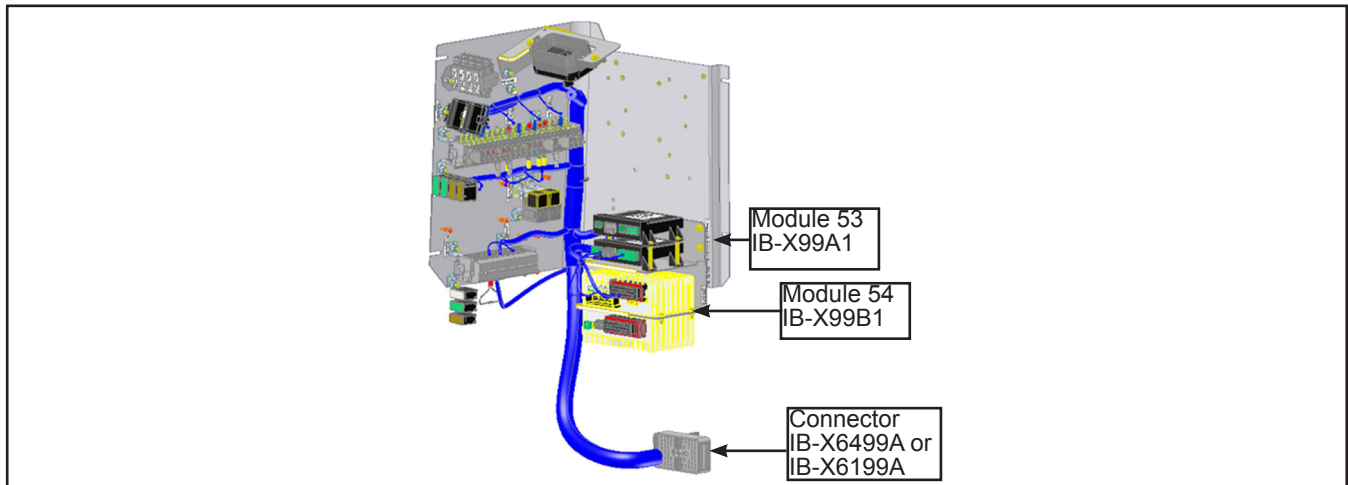 Module 53
IB-X99A1
Module 54
IB-X99B1
Connector
IB-X6499A or
IB-X6199A